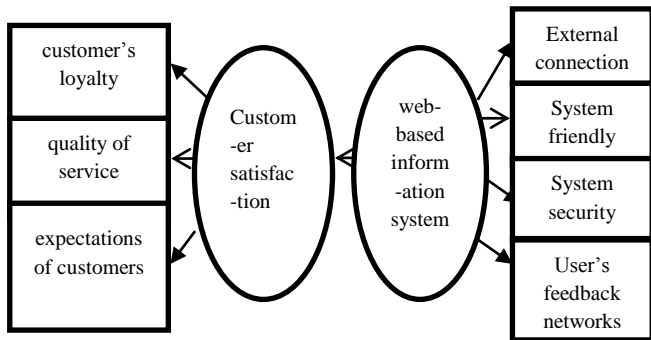 customer's
loyalty
quality of
service
expectations
of customers
Custom
-er
satisfac
-tion
web-
based
inform
-ation
system
External
connection
System
friendly
System
security
User's
feedback
networks